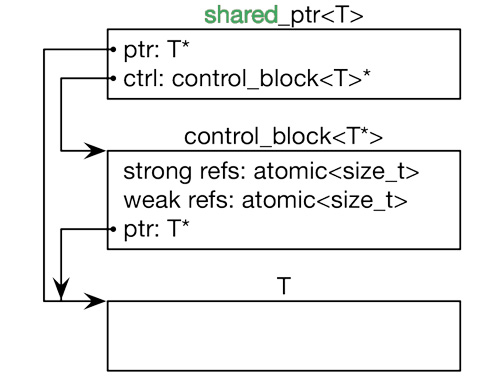 shared_ptr<T>
ptr: T*
ctrl: control_block<T>*
control_block<T*>
strong refs: atomic<size_t>
weak refs: atomic<size_t>
ptr: T*
T